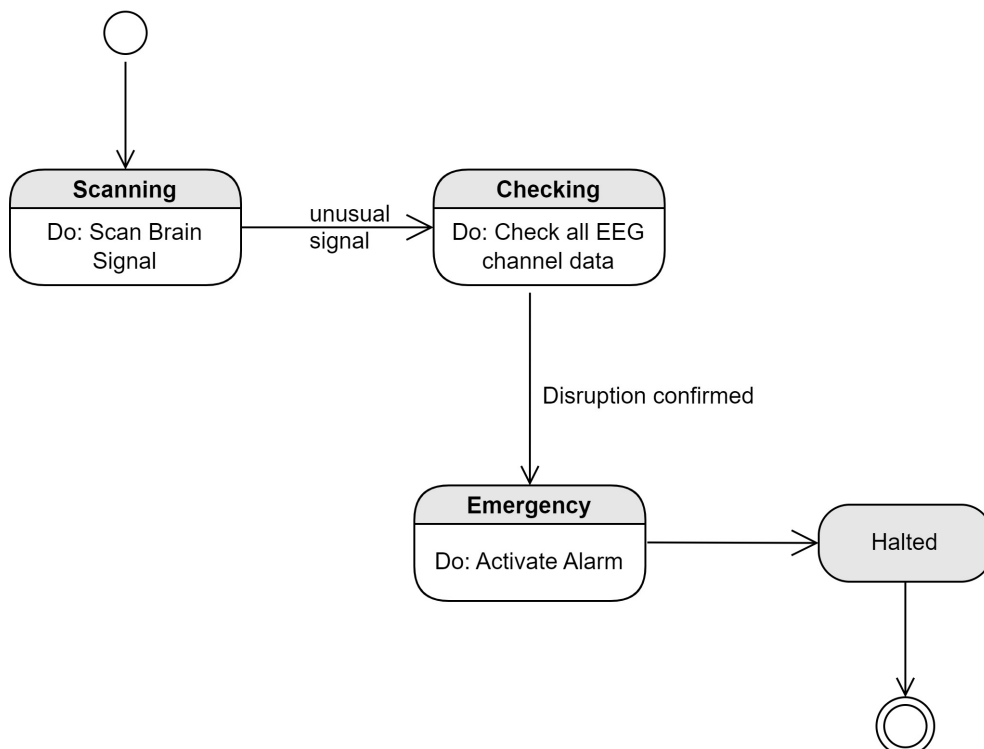 Scanning
Do: Scan Brain
Signal
unusual
signal
Checking
Do: Check all EEG
channel data
Disruption confirmed
Emergency
Do: Activate Alarm
Halted